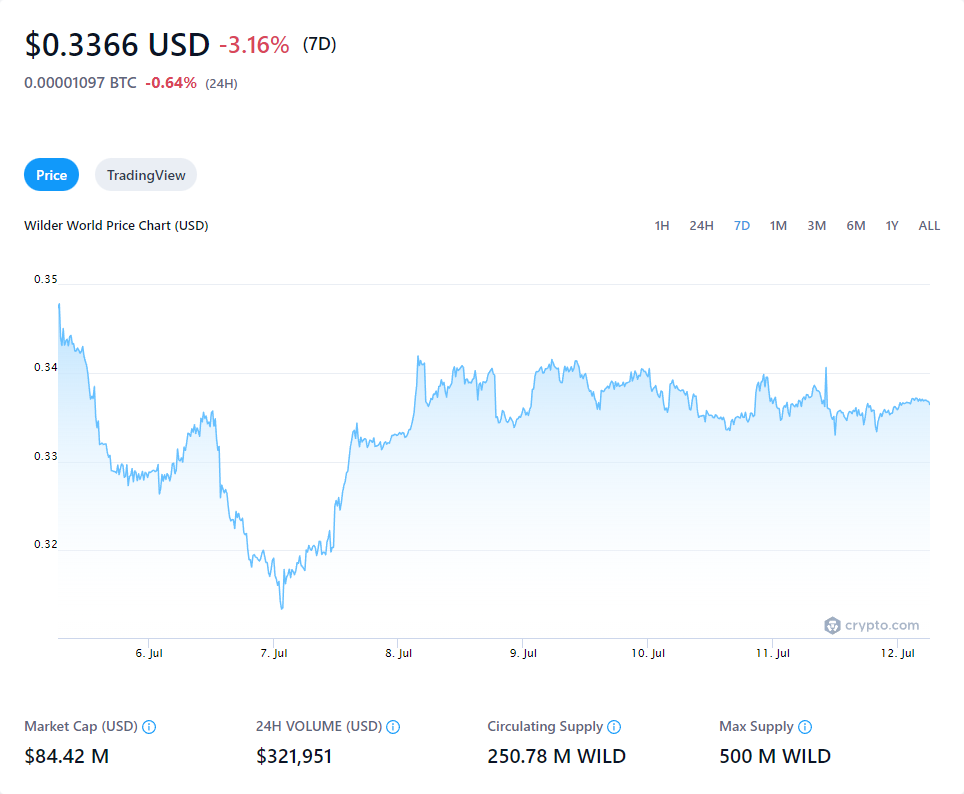 $0.3366 USD -3.16% (7D)
0.00001097 BTC -0.64% (24H)
Price TradingView
Wilder World Price Chart (USD) 1H 24H 7D 1M 3M 6M 1Y ALL
0.35
0.34
0.33
0.32
crypto.com
6. Jul 7. Jul 8. Jul 9. Jul 10. Jul 11. Jul 12. Jul
Market Cap (USD) 24H VOLUME (USD) Circulating Supply Max Supply
$84.42 M $321,951 250.78 M WILD 500 M WILD